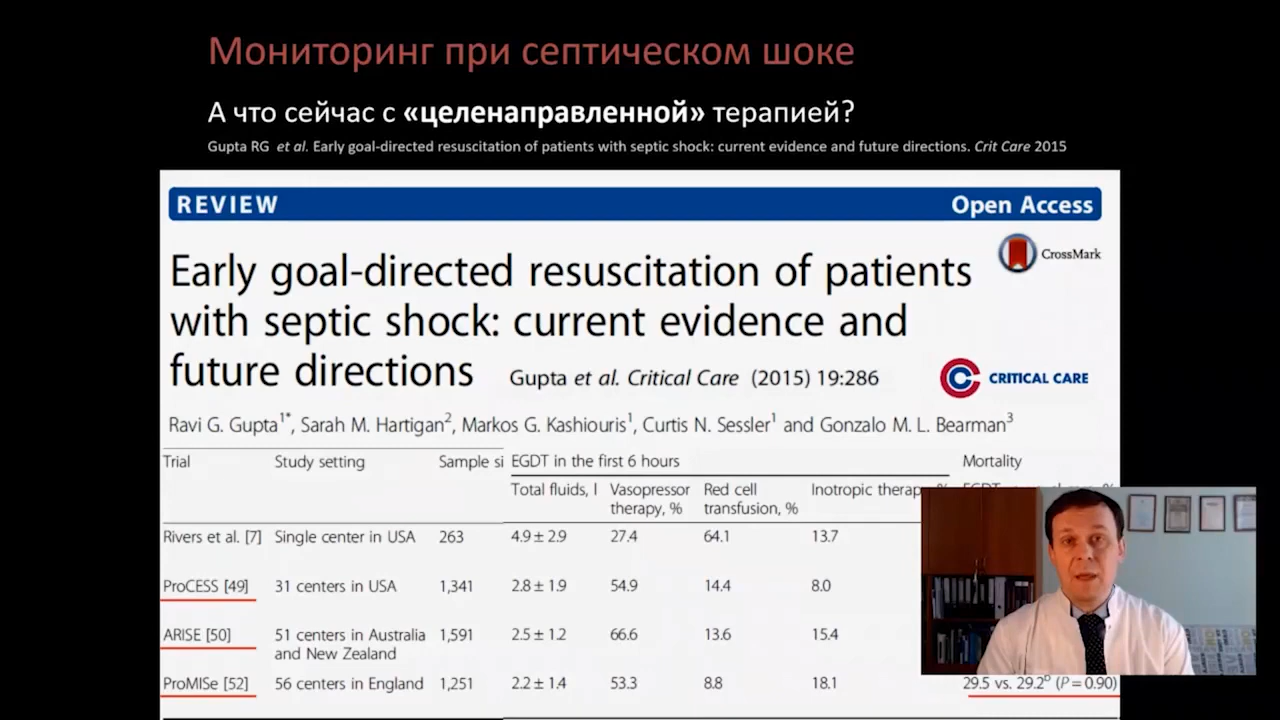 Мониторинг при септическом шоке
А что сейчас с «целенаправленной» терапией?
Gupta RG et al. Early goal-directed resuscitation of patients with septic shock: current evidence and future directions. Crit Care 2015
REVIEW Open Access
CrossMark
Early goal-directed resuscitation of patients
with septic shock: current evidence and
future directions
Gupta et al. Critical Care (2015) 19:286
CRITICAL CARE
Ravi G. Gupta1*, Sarah M. Hartigan2, Markos G. Kashiouris1, Curtis N. Sessler1 and Gonzalo M. L. Bearman3
Trial Study setting Sample si EGDT in the first 6 hours Mortality
Total fluids, l Vasopressor therapy, % Red cell transfusion, % Inotropic therap
Rivers et al. [7] Single center in USA 263 4.9 ± 2.9 27.4 64.1 13.7
ProCESS [49] 31 centers in USA 1,341 2.8 ± 1.9 54.9 14.4 8.0
ARISE [50] 51 centers in Australia and New Zealand 1,591 2.5 ± 1.2 66.6 13.6 15.4
ProMISe [52] 56 centers in England 1,251 2.2 ± 1.4 53.3 8.8 18.1 29.5 vs. 29.2b (P = 0.90)